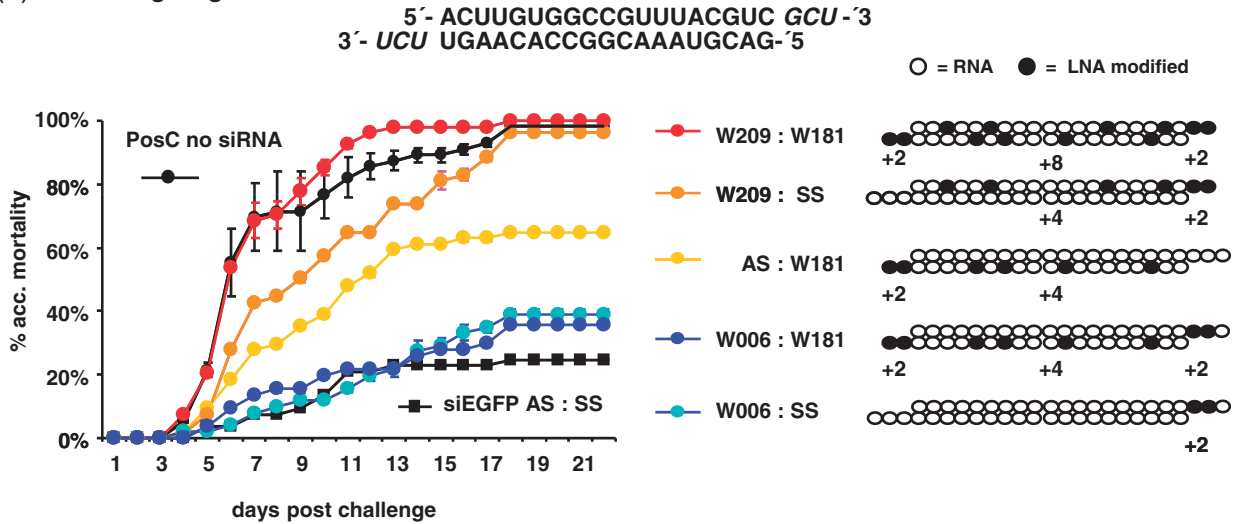 5´- ACUUGUGGCCGUUUACGUC GCU -´3
3´- UCU UGAACACCGGCAAAUGCAG-´5
= RNA = LNA modified
100%
80%
60%
40%
20%
0%
% acc. mortality
PosC no siRNA
siEGFP AS : SS
1 3 5 7 9 11 13 15 17 19 21
days post challenge
W209 : W181
+2 +8 +2
W209 : SS
+4 +2
AS : W181
+2 +4
W006 : W181
+2 +4 +2
W006 : SS
+2